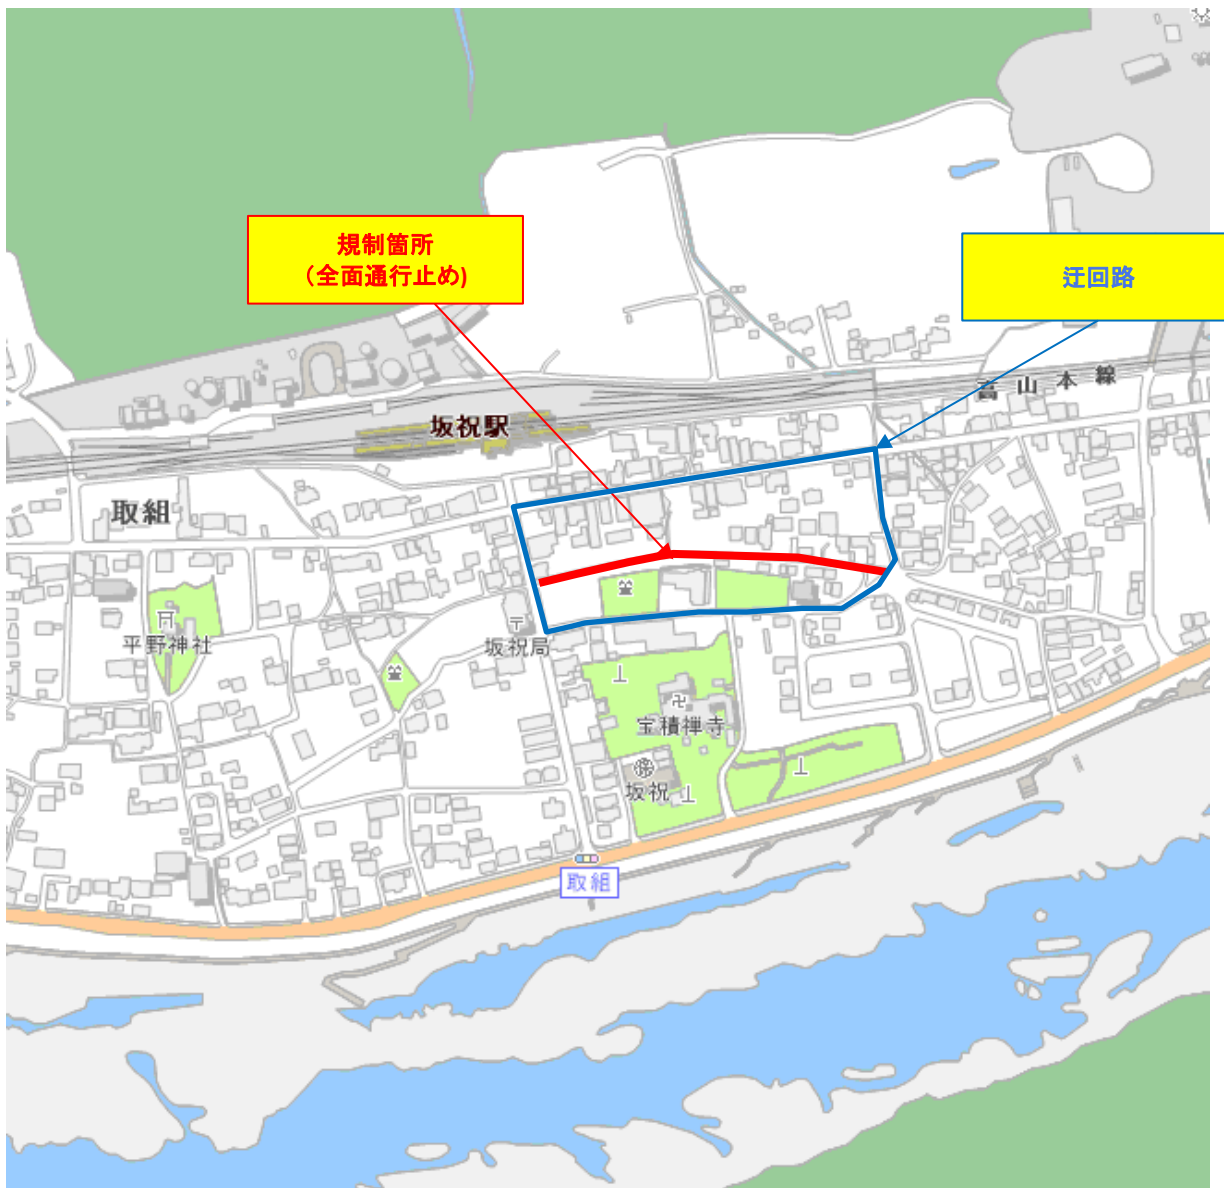 規制箇所
（全面通行止め)
迂回路
高山本線
坂祝駅
取組
平野神社
坂祝局
宝積禅寺
坂祝
取組